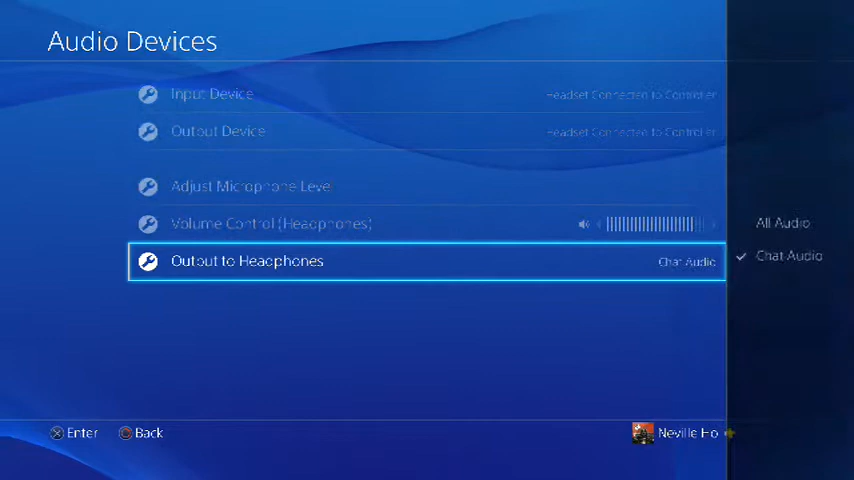 Audio Devices
Input Device Headset Connected to Controller
Output Device Headset Connected to Controller
Adjust Microphone Level
Volume Control (Headphones)
All Audio
Output to Headphones Chat Audio
Chat Audio
Enter Back
Neville Ho